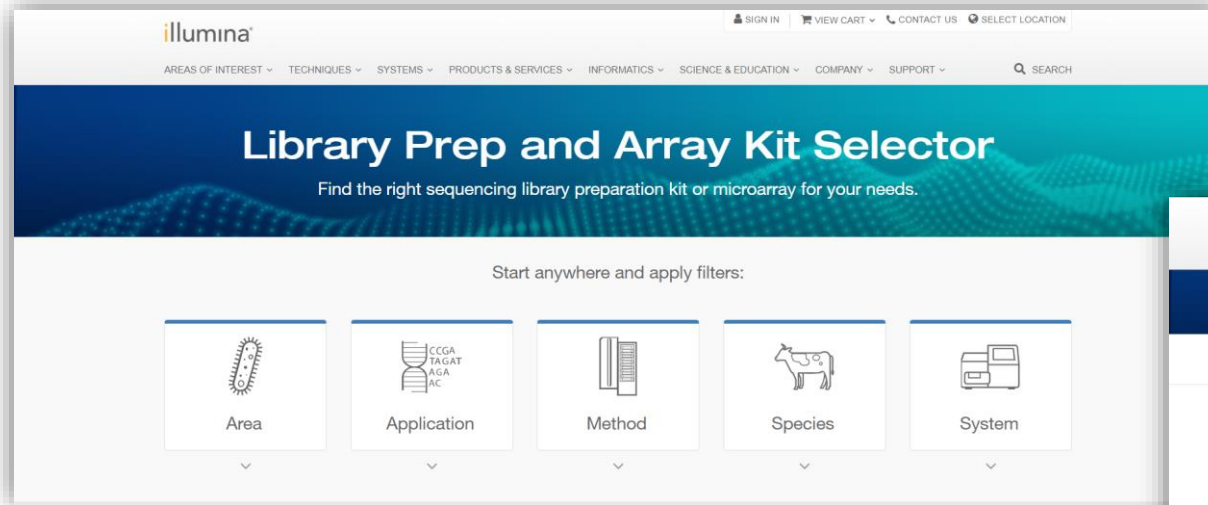 SIGN IN VIEW CART CONTACT US SELECT LOCATION
illumina®
AREAS OF INTEREST TECHNIQUES SYSTEMS PRODUCTS & SERVICES INFORMATICS SCIENCE & EDUCATION COMPANY SUPPORT SEARCH
Library Prep and Array Kit Selector
Find the right sequencing library preparation kit or microarray for your needs.
Start anywhere and apply filters:
CCGA
TAGAT
AGA
AC
Area Application Method Species System